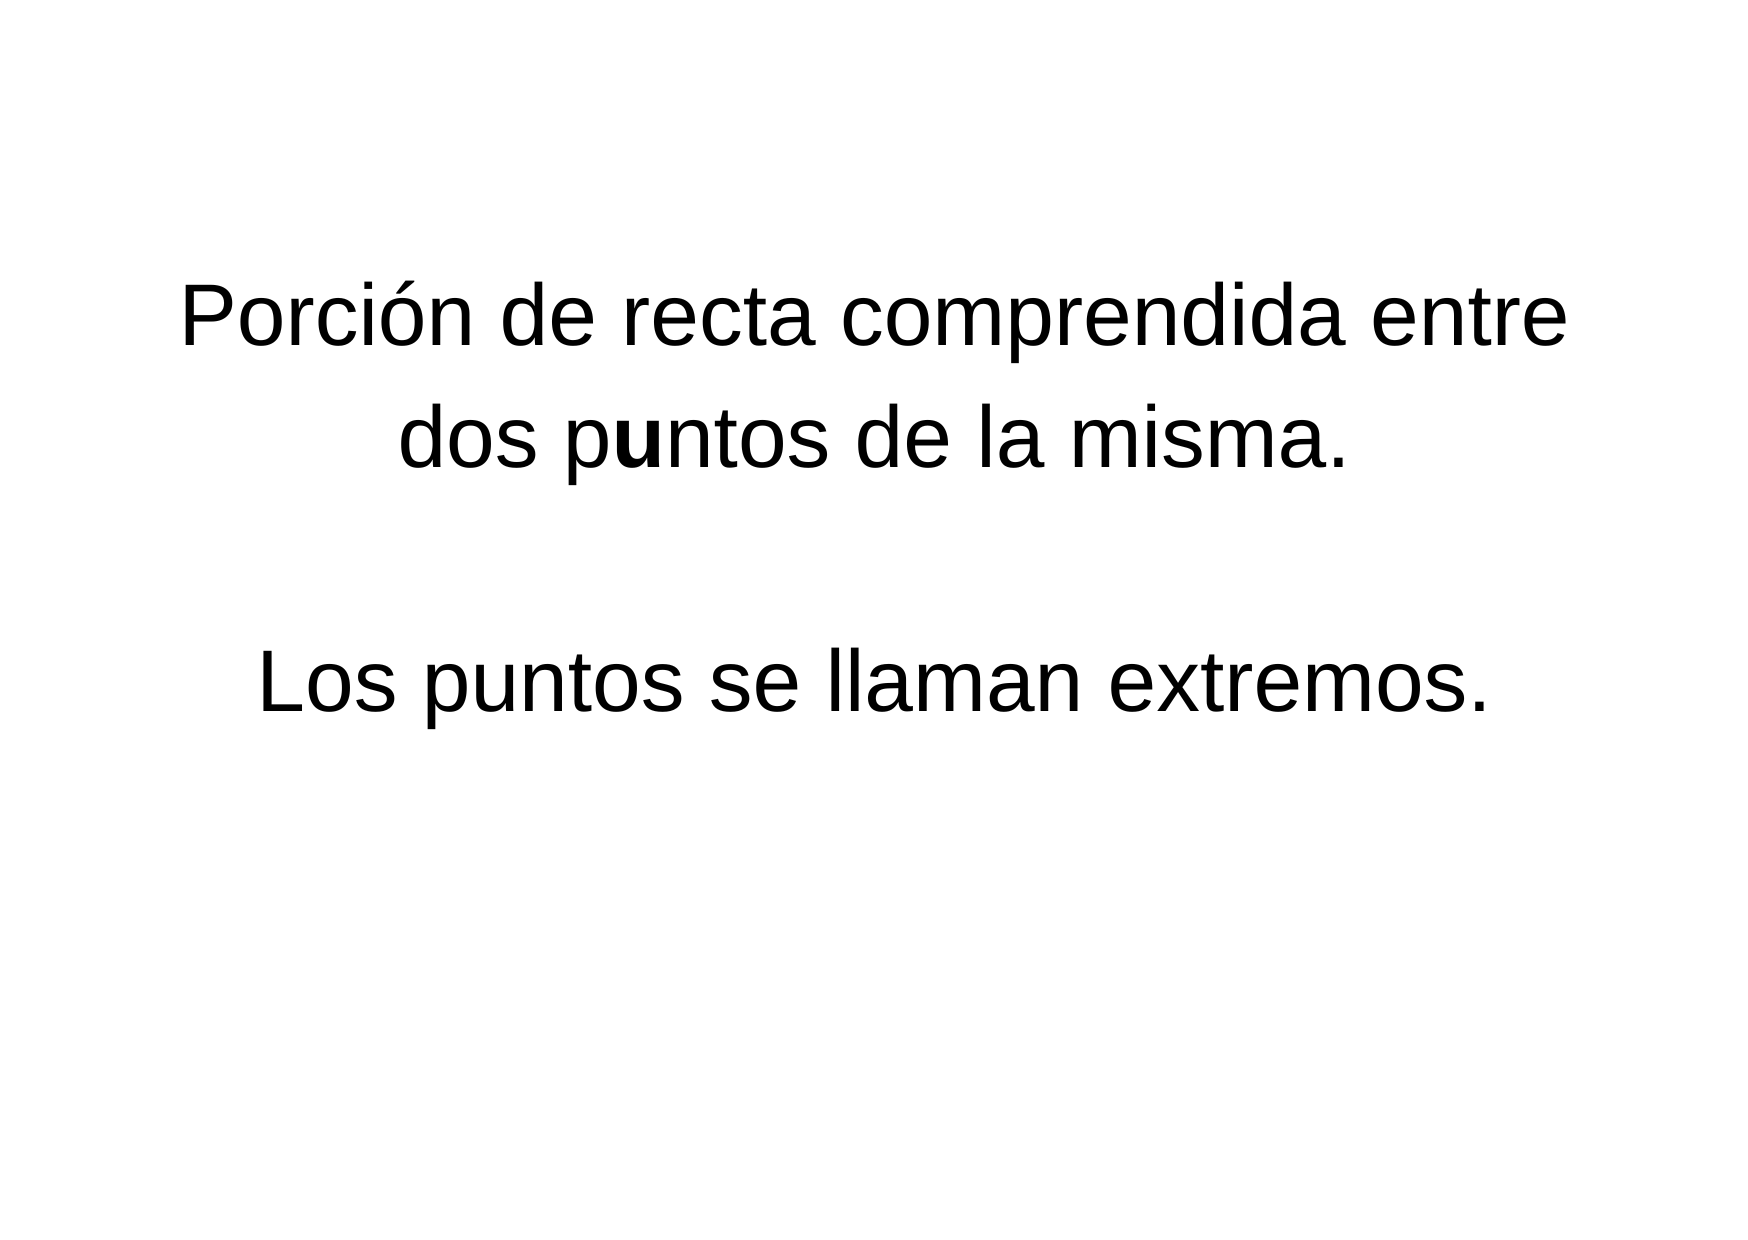 Porción de recta comprendida entre
dos puntos de la misma.
Los puntos se llaman extremos.